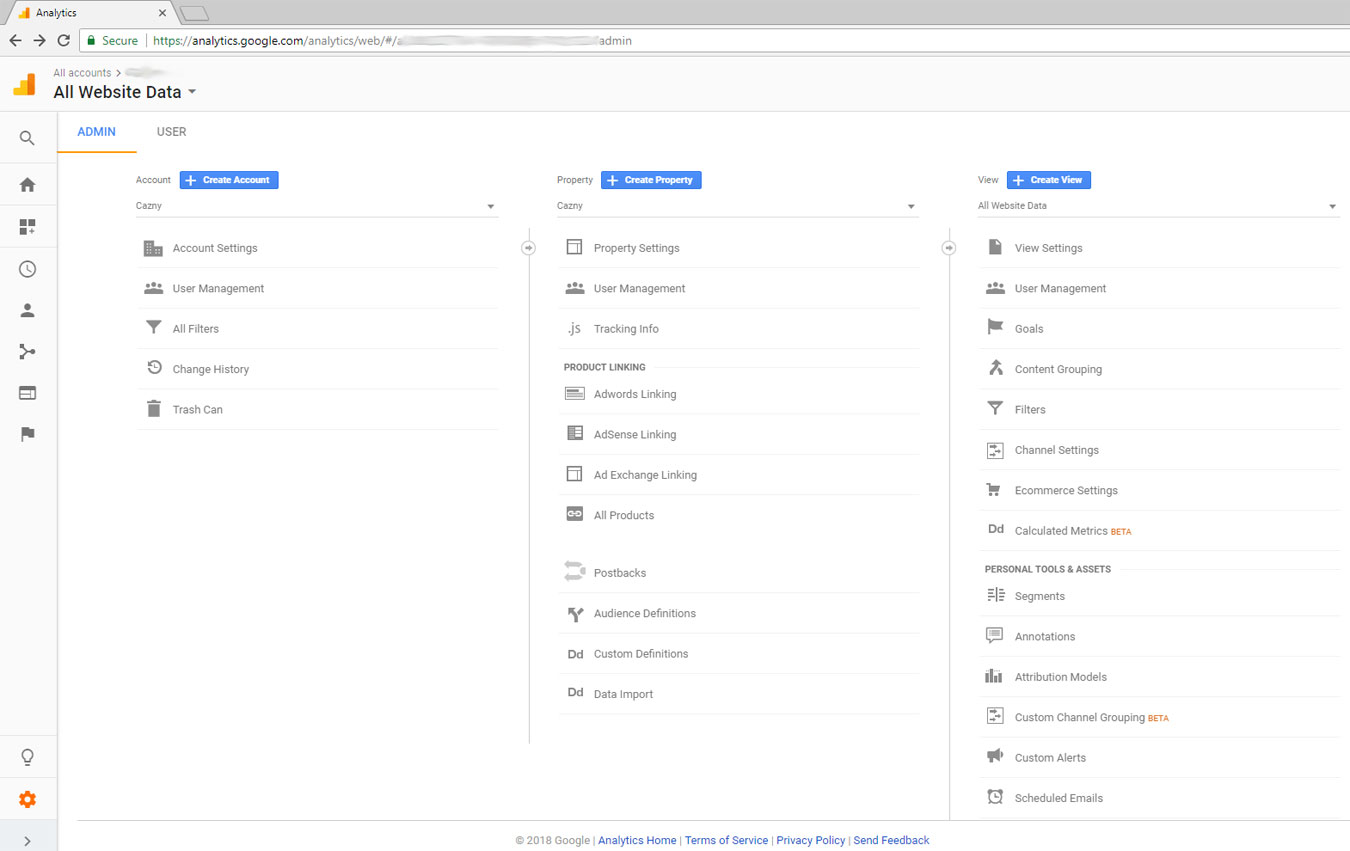 Analytics
Secure | https://analytics.google.com/analytics/web/#/a admin
All accounts >
All Website Data
ADMIN USER
Account + Create Account
Cazny
Account Settings
User Management
All Filters
Change History
Trash Can
Property + Create Property
Cazny
Property Settings
User Management
.js Tracking Info
PRODUCT LINKING
Adwords Linking
AdSense Linking
Ad Exchange Linking
All Products
Postbacks
Audience Definitions
Dd Custom Definitions
Dd Data Import
View + Create View
All Website Data
View Settings
User Management
Goals
Content Grouping
Filters
Channel Settings
Ecommerce Settings
Dd Calculated Metrics BETA
PERSONAL TOOLS & ASSETS
Segments
Annotations
Attribution Models
Custom Channel Grouping BETA
Custom Alerts
Scheduled Emails
© 2018 Google | Analytics Home | Terms of Service | Privacy Policy | Send Feedback